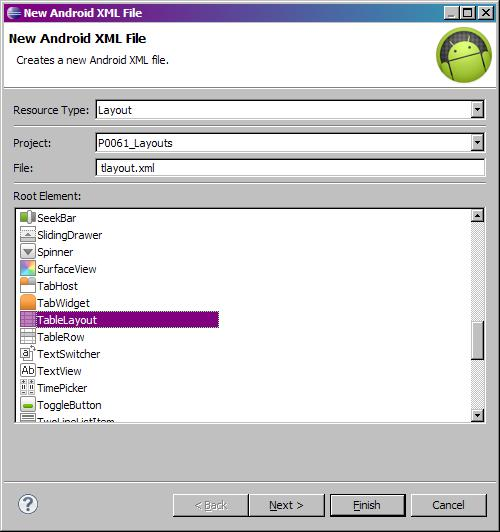 New Android XML File
New Android XML File
Creates a new Android XML file.
Resource Type: Layout
Project: P0061_Layouts
File: tlayout.xml
Root Element:
SeekBar
SlidingDrawer
Spinner
SurfaceView
TabHost
TabWidget
TableLayout
TableRow
TextSwitcher
Ab TextView
TimePicker
ToggleButton
TwoLineListItem
? < Back Next > Finish Cancel